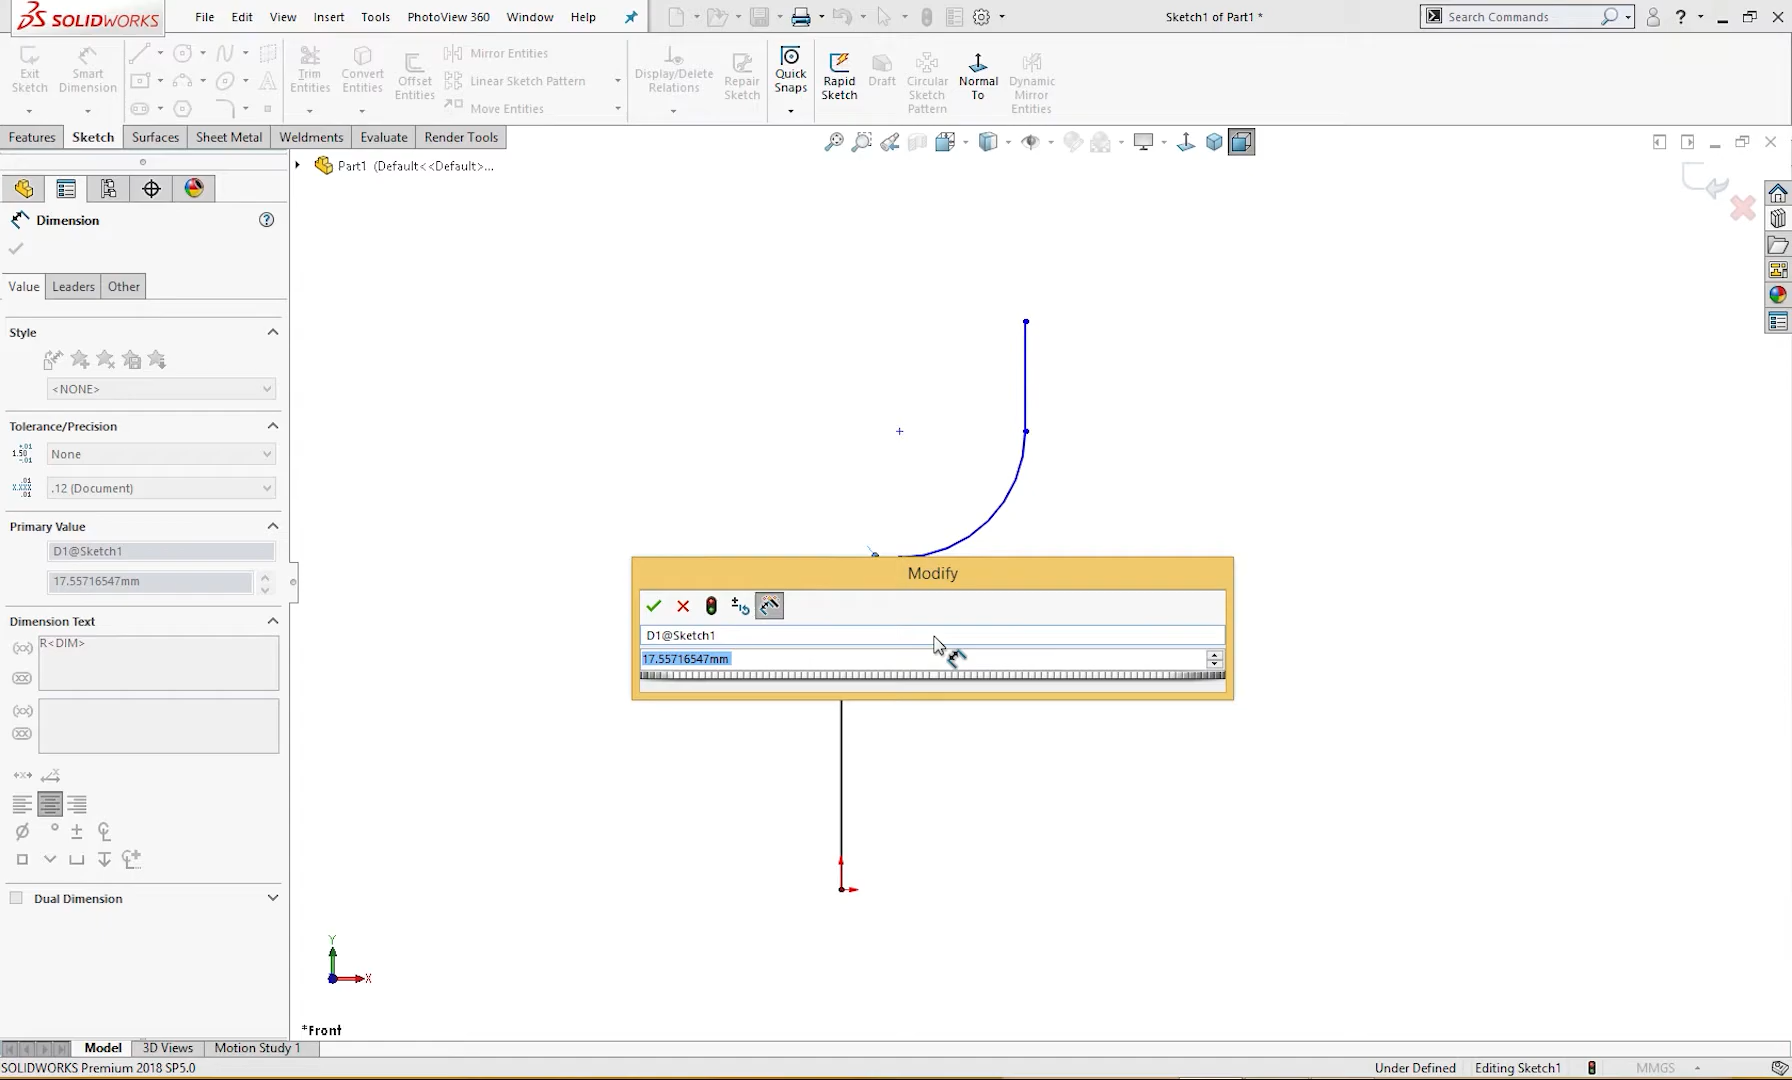 SOLIDWORKS
File Edit View Insert Tools PhotoView 360 Window Help
Sketch1 of Part1 *
Search Commands
Exit Sketch
Smart Dimension
Trim Entities
Convert Entities
Offset Entities
Mirror Entities
Linear Sketch Pattern
Move Entities
Display/Delete Relations
Repair Sketch
Quick Snaps
Rapid Sketch
Draft
Circular Sketch Pattern
Normal To
Dynamic Mirror Entities
Features Sketch Surfaces Sheet Metal Weldments Evaluate Render Tools
Part1 (Default<<Default>...
Dimension
Value Leaders Other
Style
<NONE>
Tolerance/Precision
None
.12 (Document)
Primary Value
D1@Sketch1
17.55716547mm
Dimension Text
R<DIM>
Dual Dimension
Modify
D1@Sketch1
17.55716547mm
Y
X
*Front
Model 3D Views Motion Study 1
SOLIDWORKS Premium 2018 SP5.0
Under Defined Editing Sketch1 MMGS